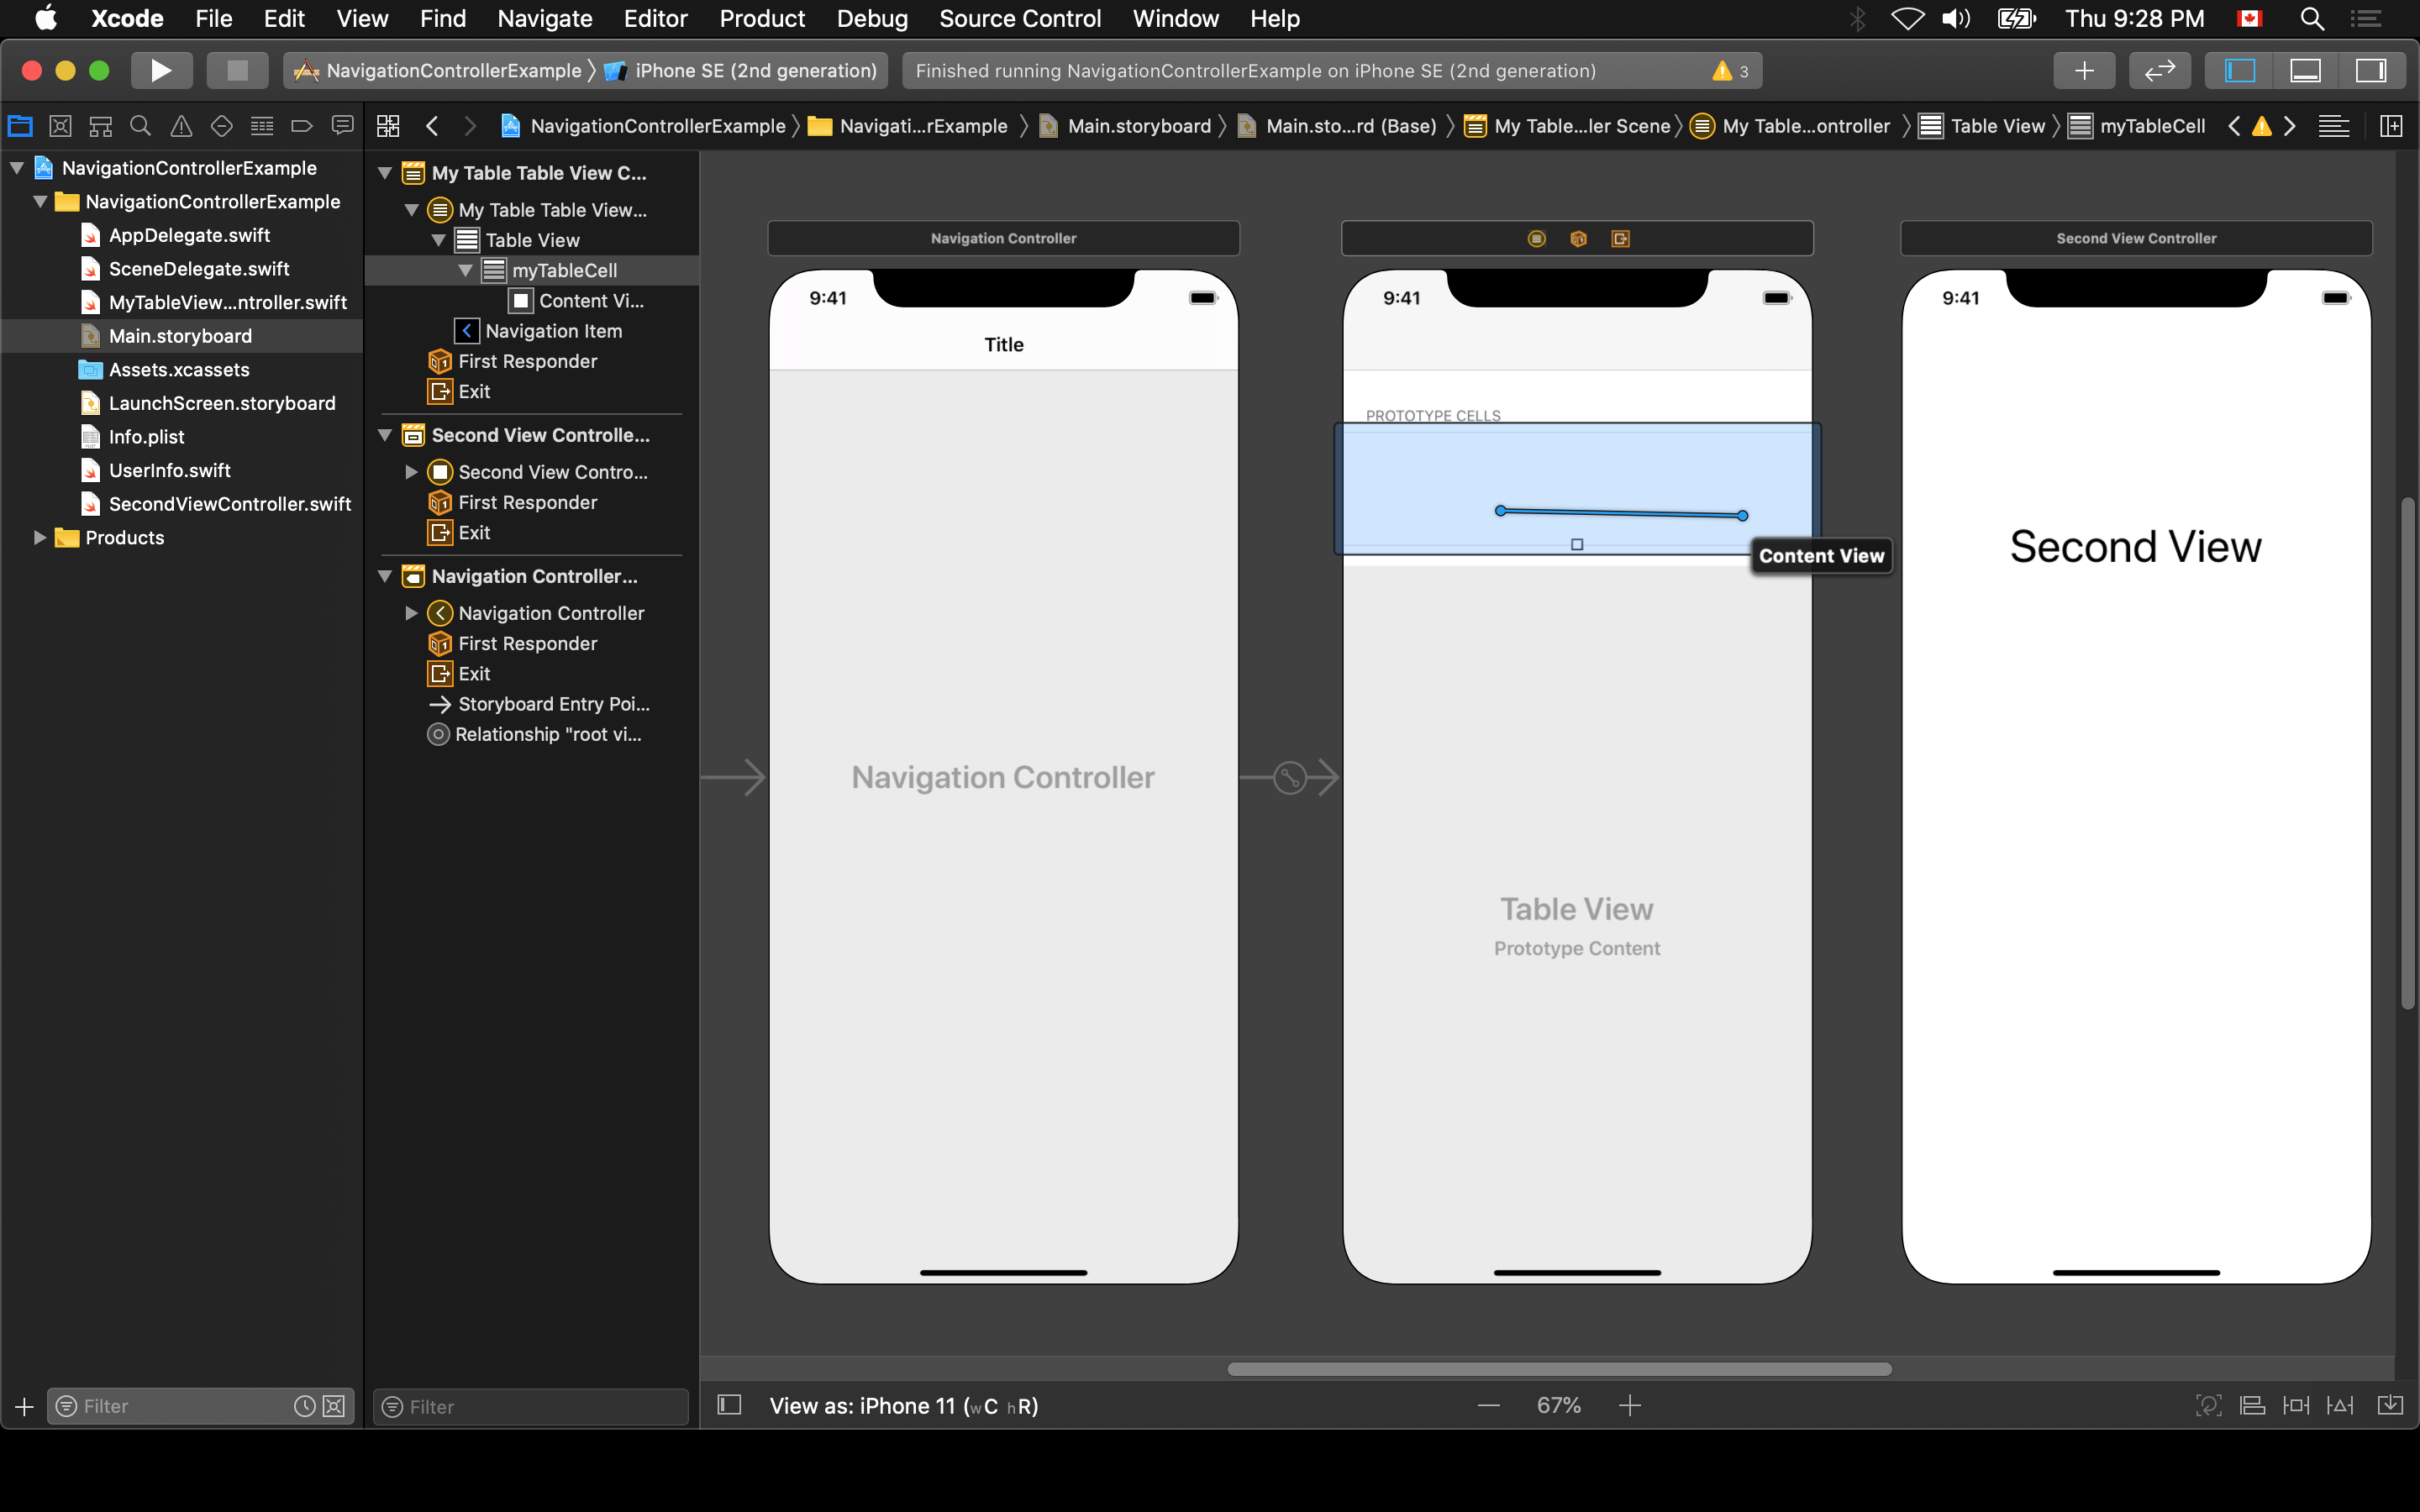 Xcode File Edit View Find Navigate Editor Product Debug Source Control Window Help Thu 9:28 PM
NavigationControllerExample iPhone SE (2nd generation)
Finished running NavigationControllerExample on iPhone SE (2nd generation) 3
NavigationControllerExample Navigati...rExample Main.storyboard Main.sto...rd (Base) My Table...ler Scene My Table...ontroller Table View myTableCell
NavigationControllerExample
NavigationControllerExample
AppDelegate.swift
SceneDelegate.swift
MyTableView...ntroller.swift
Main.storyboard
Assets.xcassets
LaunchScreen.storyboard
Info.plist
UserInfo.swift
SecondViewController.swift
Products
Filter
My Table Table View C...
My Table Table View...
Table View
myTableCell
Content Vi...
Navigation Item
First Responder
Exit
Second View Controlle...
Second View Contro...
First Responder
Exit
Navigation Controller...
Navigation Controller
First Responder
Exit
Storyboard Entry Poi...
Relationship "root vi...
Filter
Navigation Controller
9:41
Title
Navigation Controller
9:41
PROTOTYPE CELLS
Content View
Table View
Prototype Content
Second View Controller
9:41
Second View
View as: iPhone 11 (wC hR)
67%